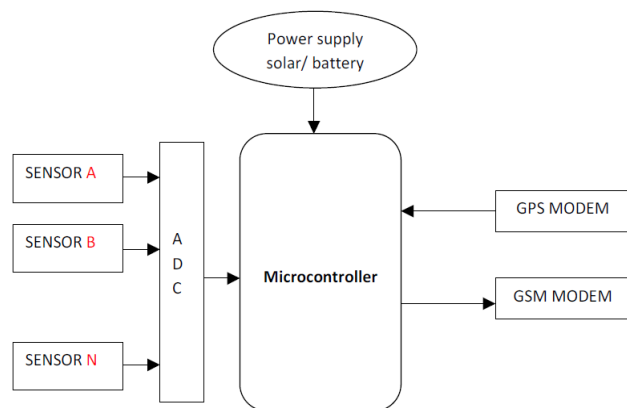 Power supply
solar/ battery
SENSOR A
SENSOR B
SENSOR N
A
D
C
Microcontroller
GPS MODEM
GSM MODEM